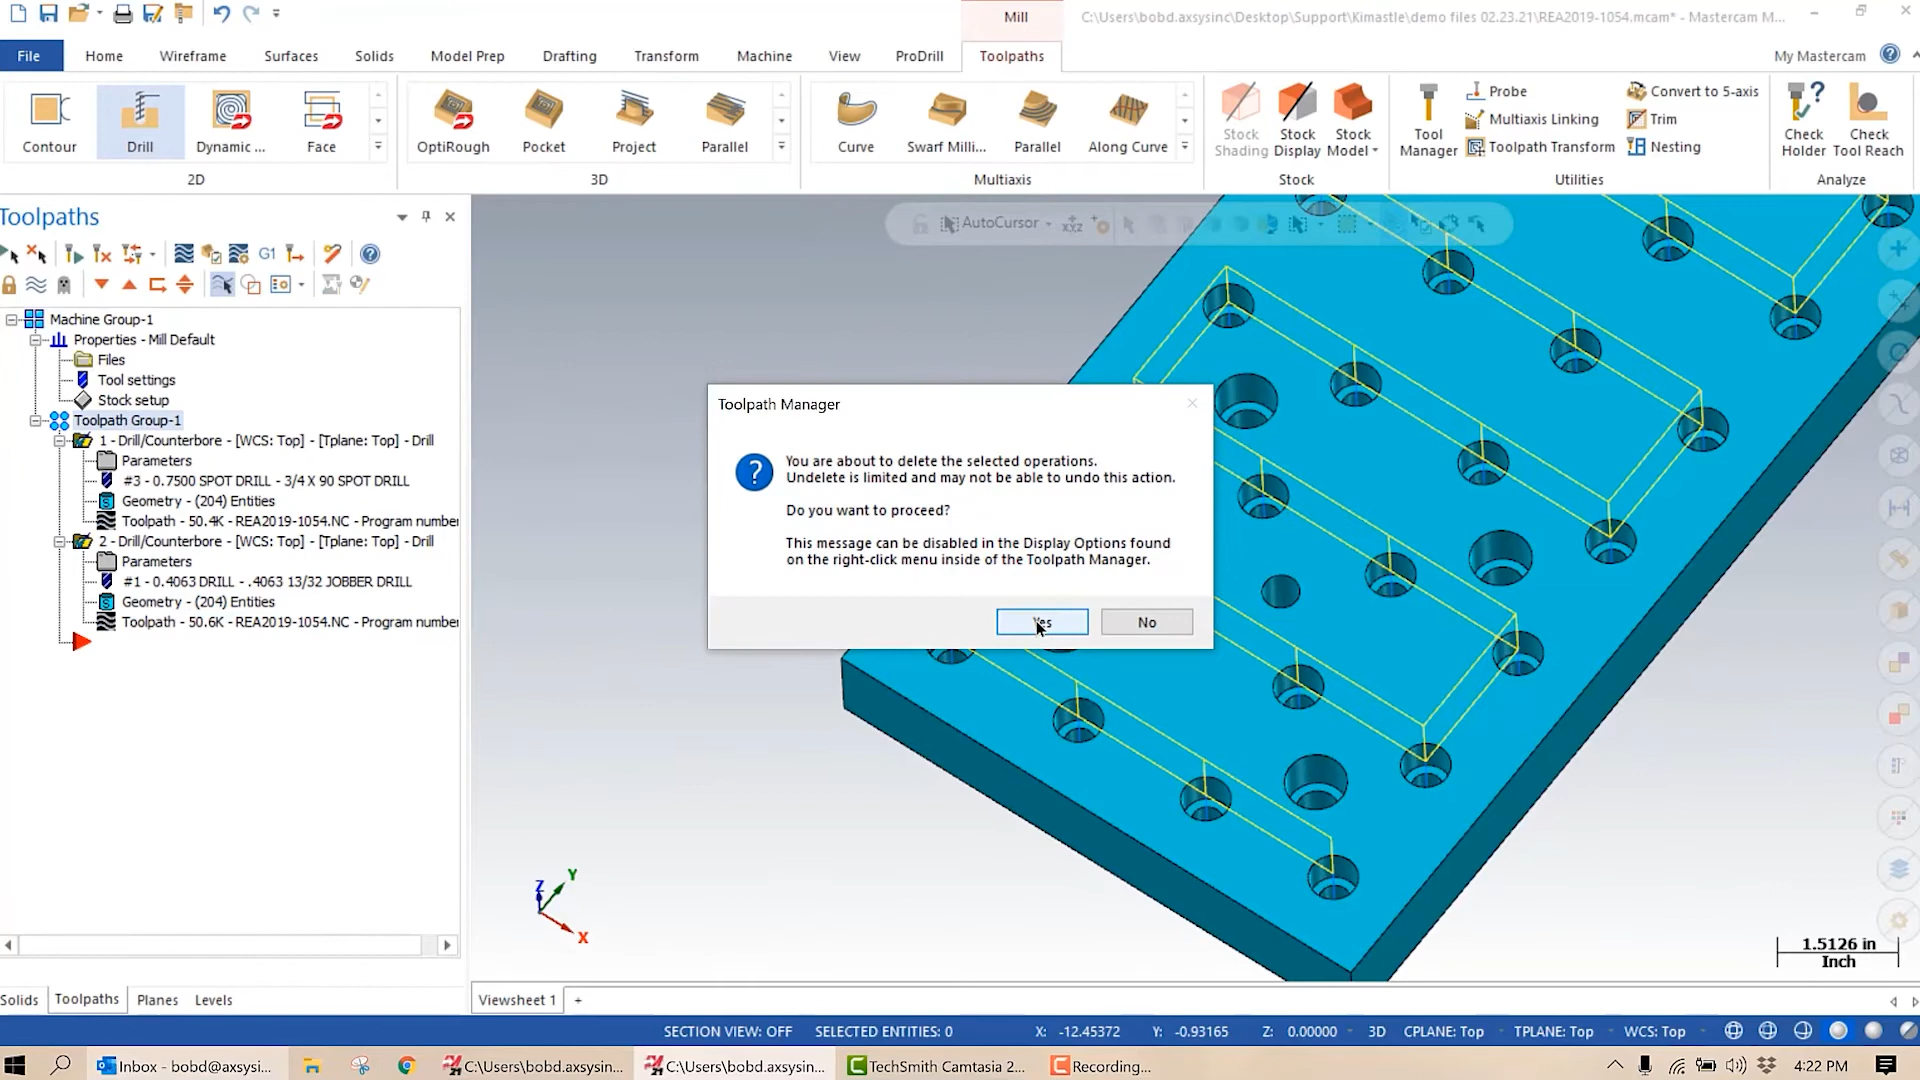 Mill
C:\Users\bobd.axsysinc\Desktop\Support\Kimastle\demo files 02.23.21\REA2019-1054.mcam* - Mastercam M...
File Home Wireframe Surfaces Solids Model Prep Drafting Transform Machine View ProDrill Toolpaths My Mastercam
Contour Drill Dynamic ... Face
2D
OptiRough Pocket Project Parallel
3D
Curve Swarf Milli... Parallel Along Curve
Multiaxis
Stock Shading
Stock Display
Stock Model
Stock
Tool Manager
Probe
Multiaxis Linking
Toolpath Transform
Convert to 5-axis
Trim
Nesting
Utilities
Check Holder
Check Tool Reach
Analyze
Toolpaths
G1
AutoCursor
xyz
Machine Group-1
Properties - Mill Default
Files
Tool settings
Stock setup
Toolpath Group-1
1 - Drill/Counterbore - [WCS: Top] - [Tplane: Top] - Drill
Parameters
#3 - 0.7500 SPOT DRILL - 3/4 X 90 SPOT DRILL
Geometry - (204) Entities
Toolpath - 50.4K - REA2019-1054.NC - Program number
2 - Drill/Counterbore - [WCS: Top] - [Tplane: Top] - Drill
Parameters
#1 - 0.4063 DRILL - .4063 13/32 JOBBER DRILL
Geometry - (204) Entities
Toolpath - 50.6K - REA2019-1054.NC - Program number
Toolpath Manager
You are about to delete the selected operations.
Undelete is limited and may not be able to undo this action.
Do you want to proceed?
This message can be disabled in the Display Options found
on the right-click menu inside of the Toolpath Manager.
Yes No
Z Y X
1.5126 in
Inch
Solids Toolpaths Planes Levels
Viewsheet 1 +
SECTION VIEW: OFF SELECTED ENTITIES: 0 X: -12.45372 Y: -0.93165 Z: 0.00000 3D CPLANE: Top TPLANE: Top WCS: Top
Inbox - bobd@axsysi... C:\Users\bobd.axsysin... C:\Users\bobd.axsysin... TechSmith Camtasia 2... Recording... 4:22 PM